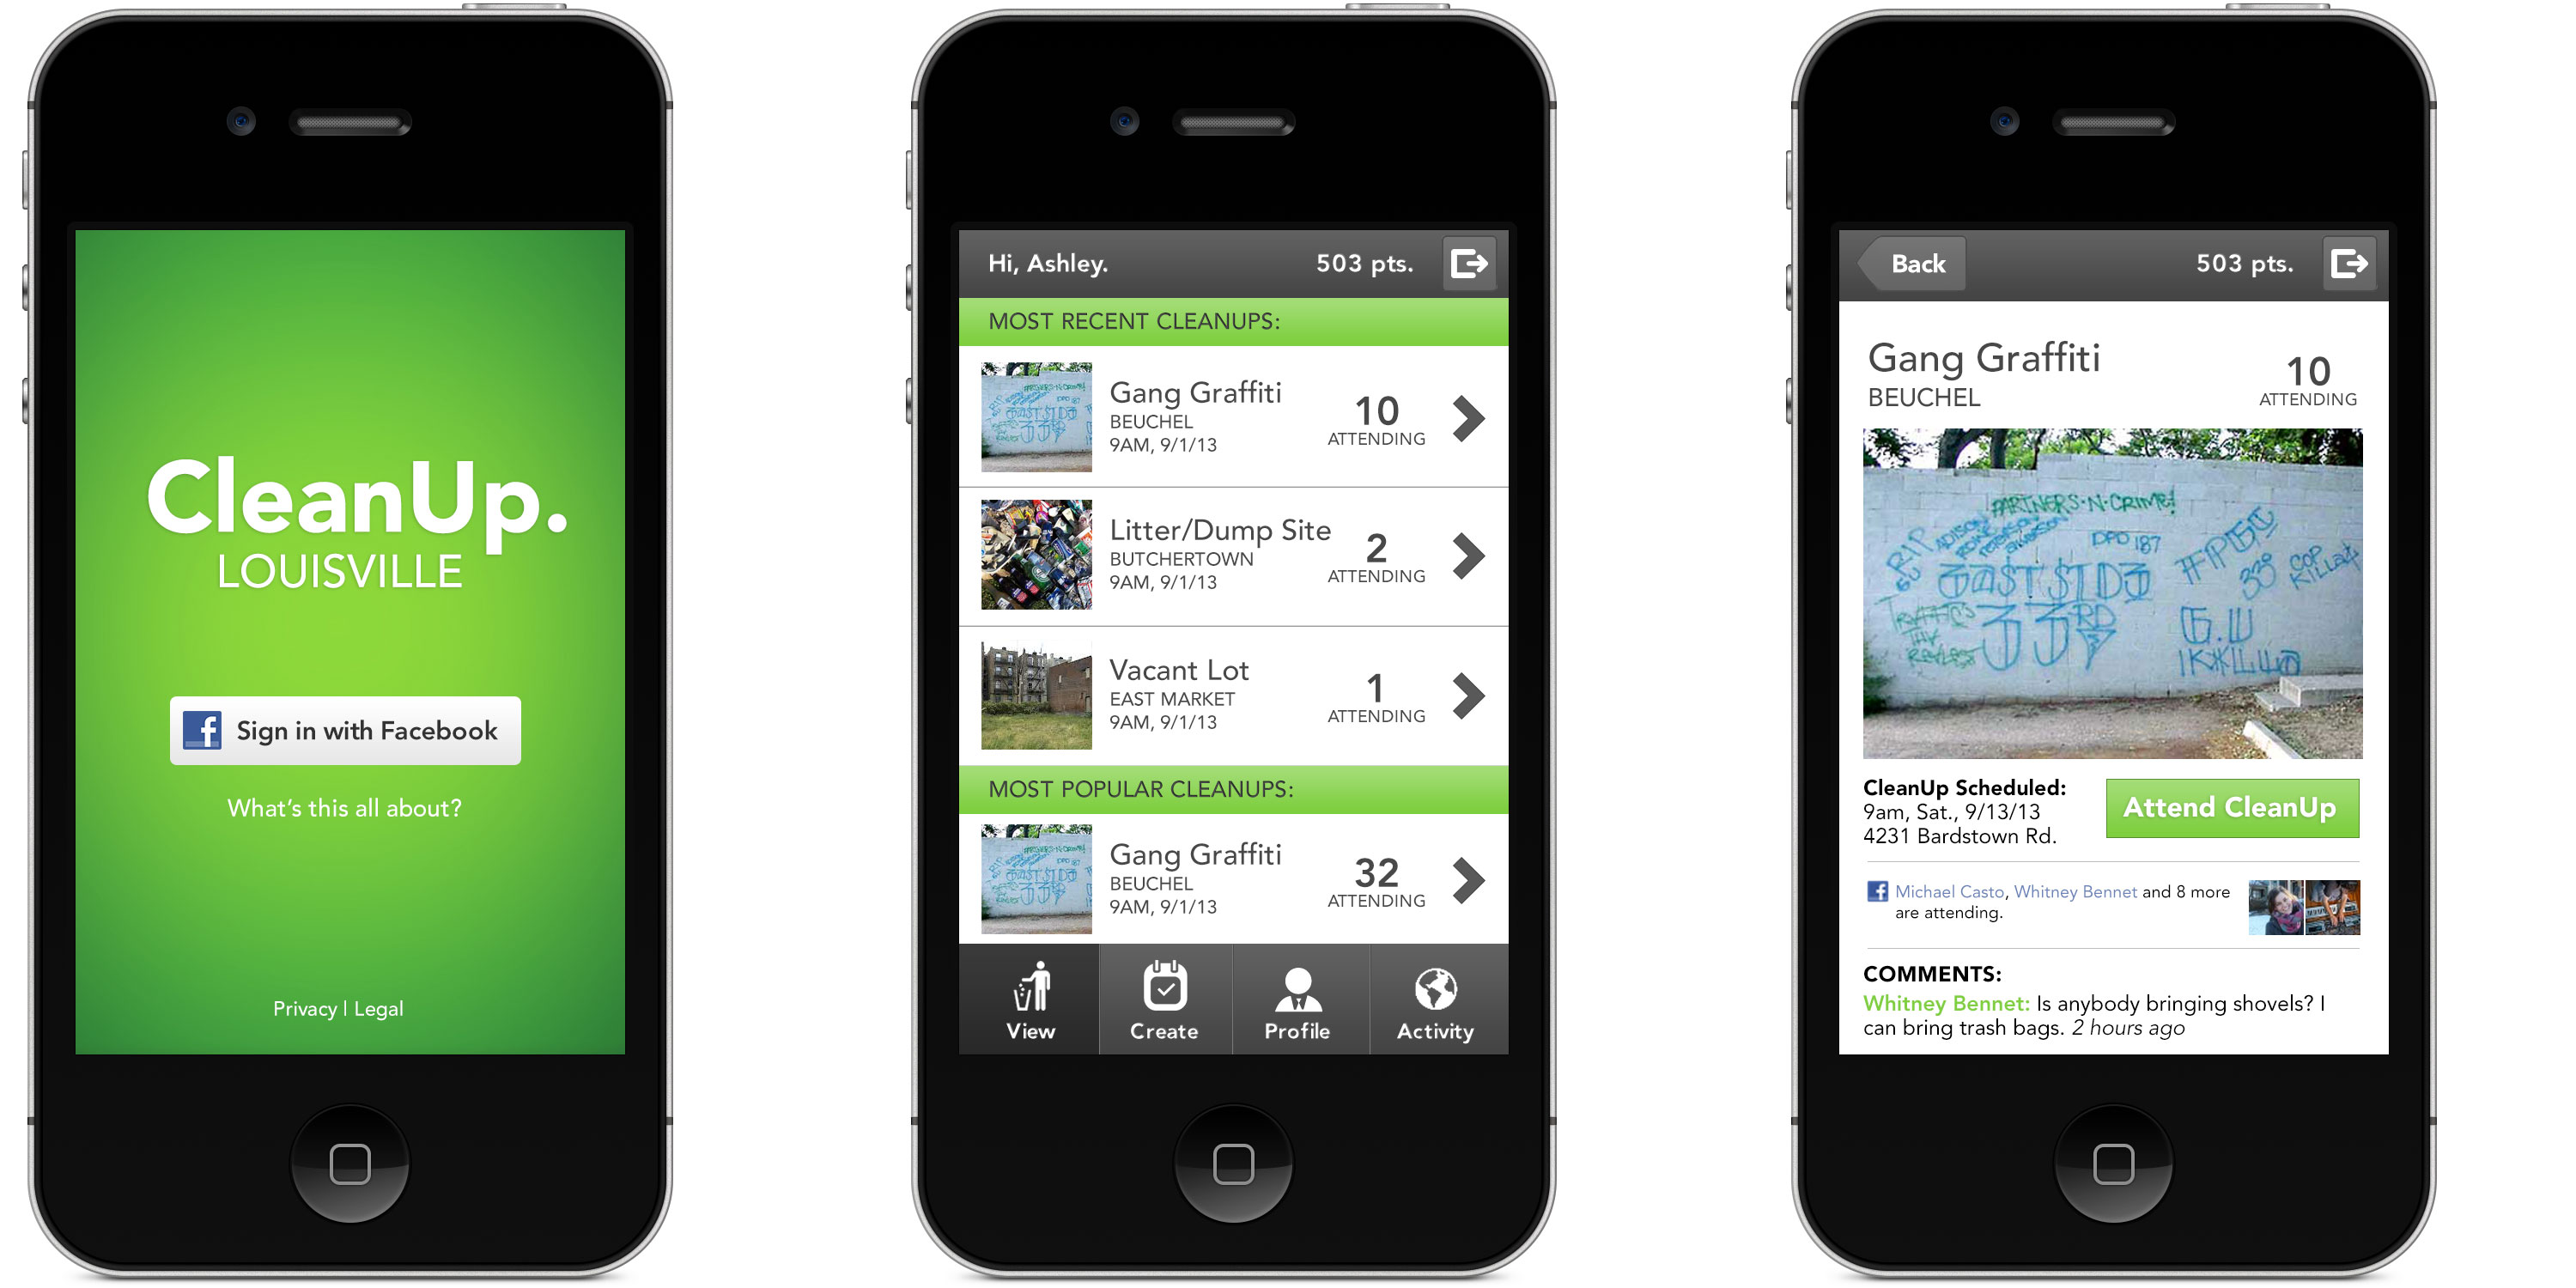 CleanUp.
LOUISVILLE
Sign in with Facebook
What's this all about?
Privacy | Legal
Hi, Ashley.
503 pts.
MOST RECENT CLEANUPS:
Gang Graffiti
BEUCHEL
9AM, 9/1/13
10
ATTENDING
Litter/Dump Site
BUTCHERTOWN
9AM, 9/1/13
2
ATTENDING
Vacant Lot
EAST MARKET
9AM, 9/1/13
1
ATTENDING
MOST POPULAR CLEANUPS:
Gang Graffiti
BEUCHEL
9AM, 9/1/13
32
ATTENDING
View
Create
Profile
Activity
Back
503 pts.
Gang Graffiti
BEUCHEL
10
ATTENDING
PARTNERS·N·CRIME!
RIP
DPD 187
EAST SIDE
33RD
COP
KILLA
G.W
CleanUp Scheduled:
9am, Sat., 9/13/13
4231 Bardstown Rd.
Attend CleanUp
Michael Casto, Whitney Bennet and 8 more
are attending.
COMMENTS:
Whitney Bennet: Is anybody bringing shovels? I
can bring trash bags. 2 hours ago